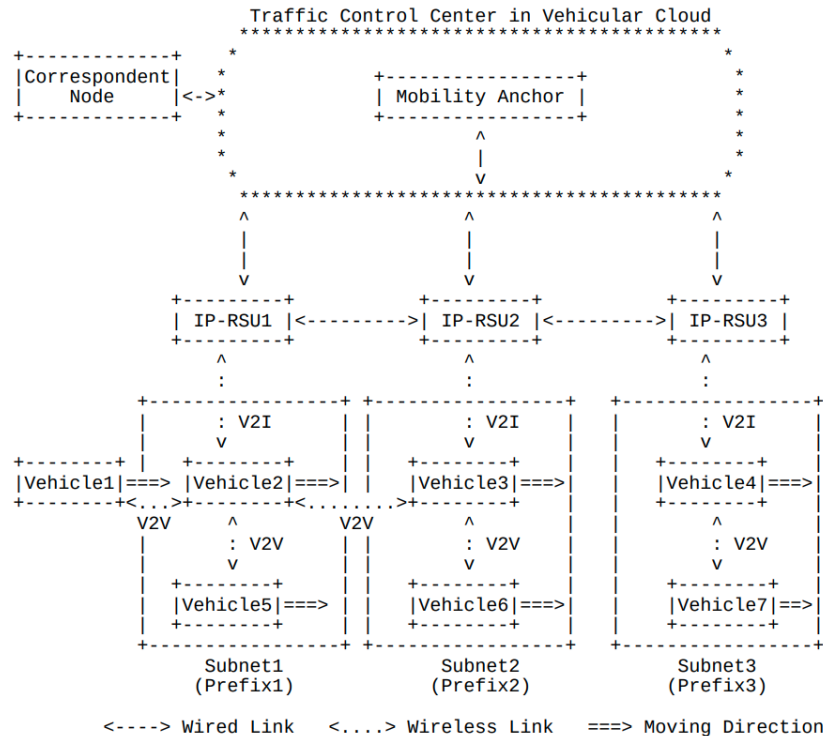 Traffic Control Center in Vehicular Cloud
                    *******************************************
+-------------+    *                                           *
|Correspondent|   *             +-----------------+             *
|    Node     |<->*             | Mobility Anchor |             *
+-------------+   *             +-----------------+             *
                  *                      ^                      *
                  *                      |                      *
                   *                     v                     *
                    *******************************************
                    ^                   ^                     ^
                    |                   |                     |
                    |                   |                     |
                    v                   v                     v
              +---------+           +---------+           +---------+
              | IP-RSU1 |<--------->| IP-RSU2 |<--------->| IP-RSU3 |
              +---------+           +---------+           +---------+
                  ^                     ^                    ^
                  :                     :                    :
           +-----------------+ +-----------------+   +-----------------+
           |      : V2I      | |        : V2I    |   |       : V2I     |
           |      v          | |        v        |   |       v         |
+--------+ |   +--------+    | |   +--------+    |   |   +--------+    |
|Vehicle1|===> |Vehicle2|===>| |   |Vehicle3|===>|   |   |Vehicle4|===>|
+--------+<...>+--------+<........>+--------+    |   |   +--------+    |
           V2V     ^         V2V        ^        |   |        ^        |
           |       : V2V     | |        : V2V    |   |        : V2V    |
           |       v         | |        v        |   |        v        |
           |  +--------+     | |   +--------+    |   |    +--------+   |
           |  |Vehicle5|===> | |   |Vehicle6|===>|   |    |Vehicle7|==>|
           |  +--------+     | |   +--------+    |   |    +--------+   |
           +-----------------+ +-----------------+   +-----------------+
                 Subnet1              Subnet2                Subnet3
                (Prefix1)            (Prefix2)              (Prefix3)

        <----> Wired Link   <....> Wireless Link   ===> Moving Direction